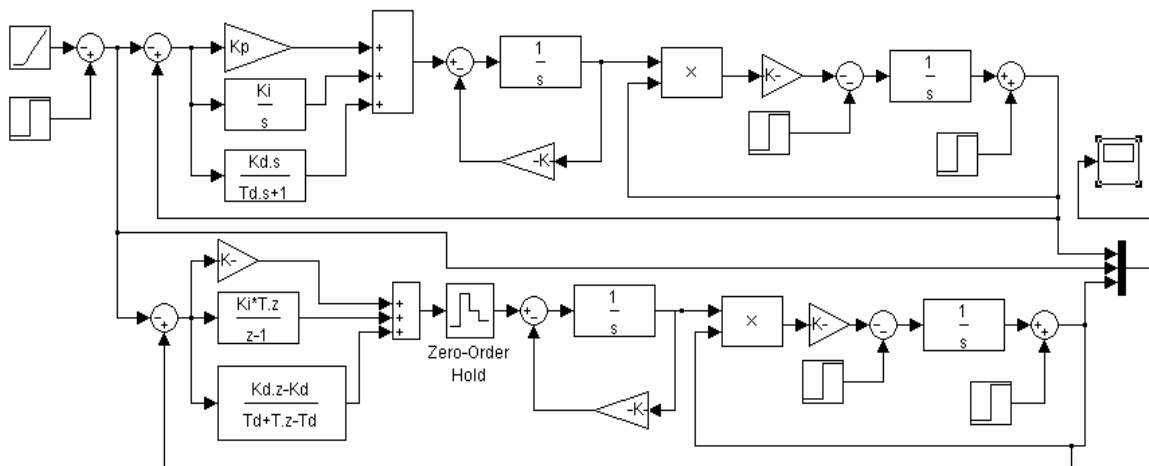 Kp
+
+
+
Ki
s
Kd.s
Td.s+1
- +
- +
+ -
1
s
-K-
×
K-
- -
1
s
+ +
K-
Ki*T.z
z-1
Kd.z-Kd
Td+T.z-Td
- +
+
+
+
Zero-Order
Hold
+ -
1
s
-K-
×
K-
- -
1
s
+ +